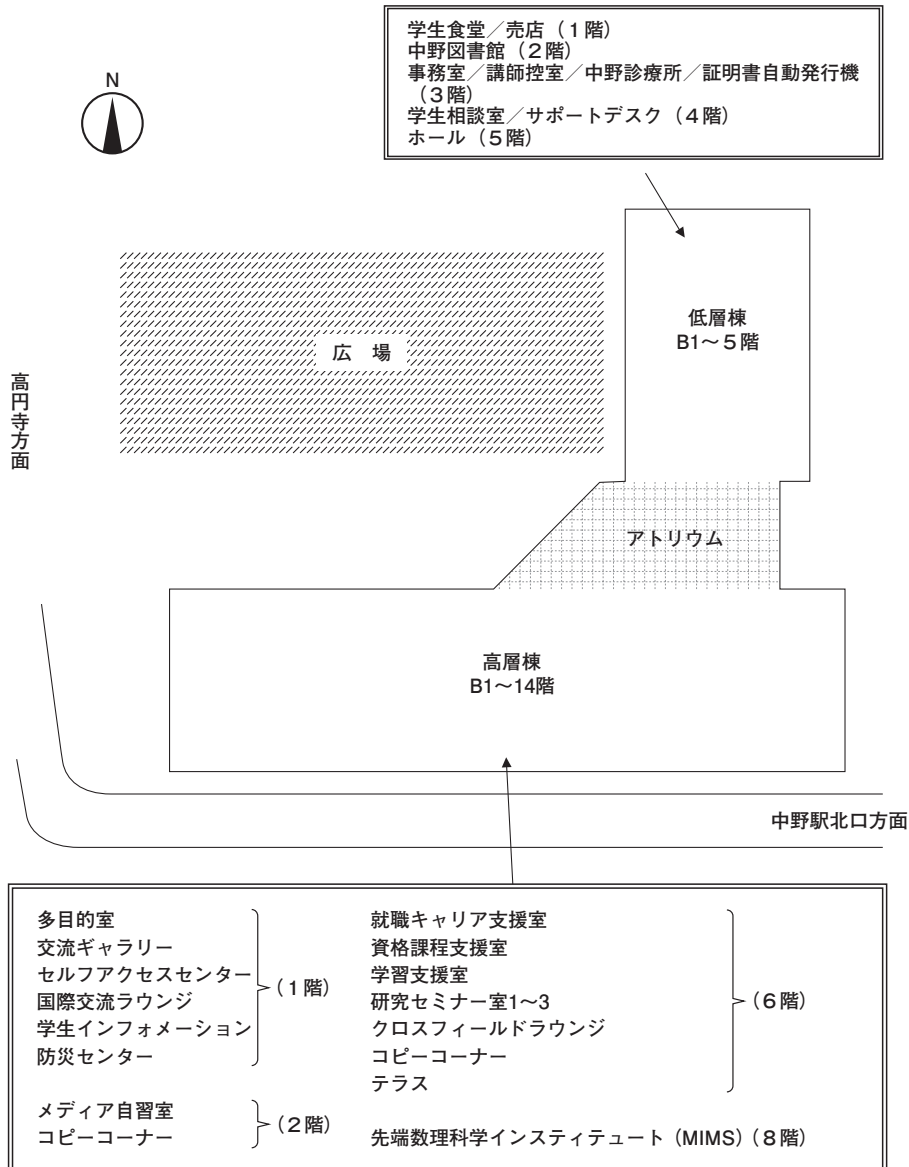 学生食堂／売店（1階）
中野図書館（2階）
事務室／講師控室／中野診療所／証明書自動発行機
（3階）
学生相談室／サポートデスク（4階）
ホール（5階）
N
低層棟
B1～5階
広 場
高円寺方面
アトリウム
高層棟
B1～14階
中野駅北口方面
多目的室
交流ギャラリー
セルフアクセスセンター
国際交流ラウンジ
学生インフォメーション
防災センター
（1階）
メディア自習室
コピーコーナー
（2階）
就職キャリア支援室
資格課程支援室
学習支援室
研究セミナー室1～3
クロスフィールドラウンジ
コピーコーナー
テラス
（6階）
先端数理科学インスティテュート（MIMS）（8階）